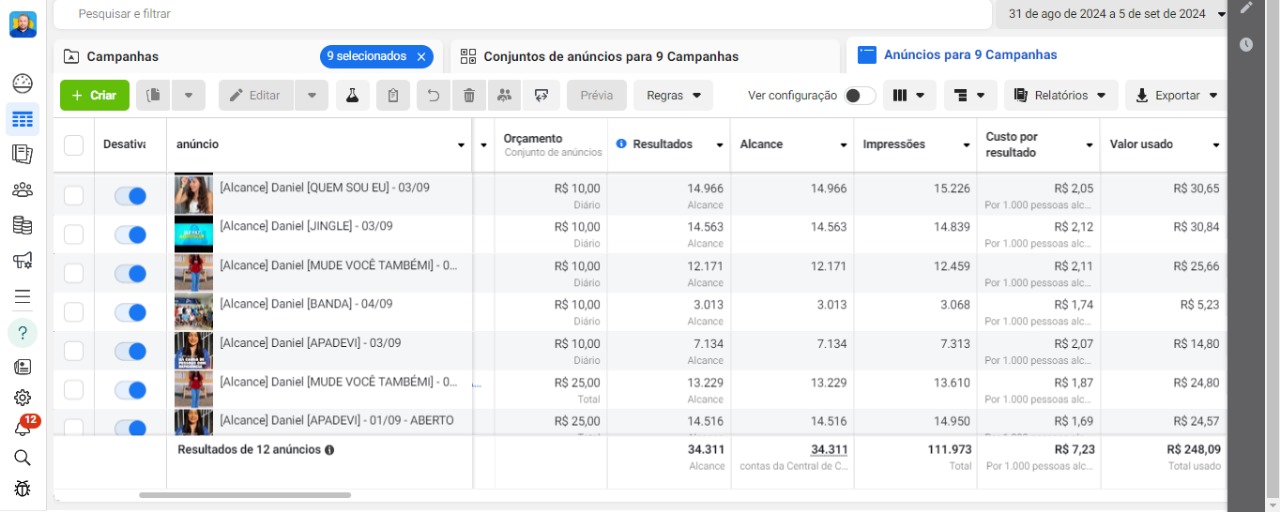 Pesquisar e filtrar
31 de ago de 2024 a 5 de set de 2024
Campanhas
9 selecionados
Conjuntos de anúncios para 9 Campanhas
Anúncios para 9 Campanhas
+ Criar
Editar
Prévia
Regras
Ver configuração
Relatórios
Exportar
Desativa
anúncio
Orçamento
Conjunto de anúncios
Resultados
Alcance
Impressões
Custo por resultado
Valor usado
[Alcance] Daniel [QUEM SOU EU] - 03/09 R$ 10,00 14.966 14.966 15.226 R$ 2,05 R$ 30,65
Diário Alcance Por 1.000 pessoas alc...
[Alcance] Daniel [JINGLE] - 03/09 R$ 10,00 14.563 14.563 14.839 R$ 2,12 R$ 30,84
Diário Alcance Por 1.000 pessoas alc...
[Alcance] Daniel [MUDE VOCÊ TAMBÉMI] - 0... R$ 10,00 12.171 12.171 12.459 R$ 2,11 R$ 25,66
Diário Alcance Por 1.000 pessoas alc...
[Alcance] Daniel [BANDA] - 04/09 R$ 10,00 3.013 3.013 3.068 R$ 1,74 R$ 5,23
Diário Alcance Por 1.000 pessoas alc...
[Alcance] Daniel [APADEVI] - 03/09 R$ 10,00 7.134 7.134 7.313 R$ 2,07 R$ 14,80
Diário Alcance Por 1.000 pessoas alc...
[Alcance] Daniel [MUDE VOCÊ TAMBÉMI] - 0... R$ 25,00 13.229 13.229 13.610 R$ 1,87 R$ 24,80
Total Alcance Por 1.000 pessoas alc...
[Alcance] Daniel [APADEVI] - 01/09 - ABERTO R$ 25,00 14.516 14.516 14.950 R$ 1,69 R$ 24,57
Resultados de 12 anúncios 34.311 34.311 111.973 R$ 7,23 R$ 248,09
Alcance contas da Central de C... Total Por 1.000 pessoas alc... Total usado
12